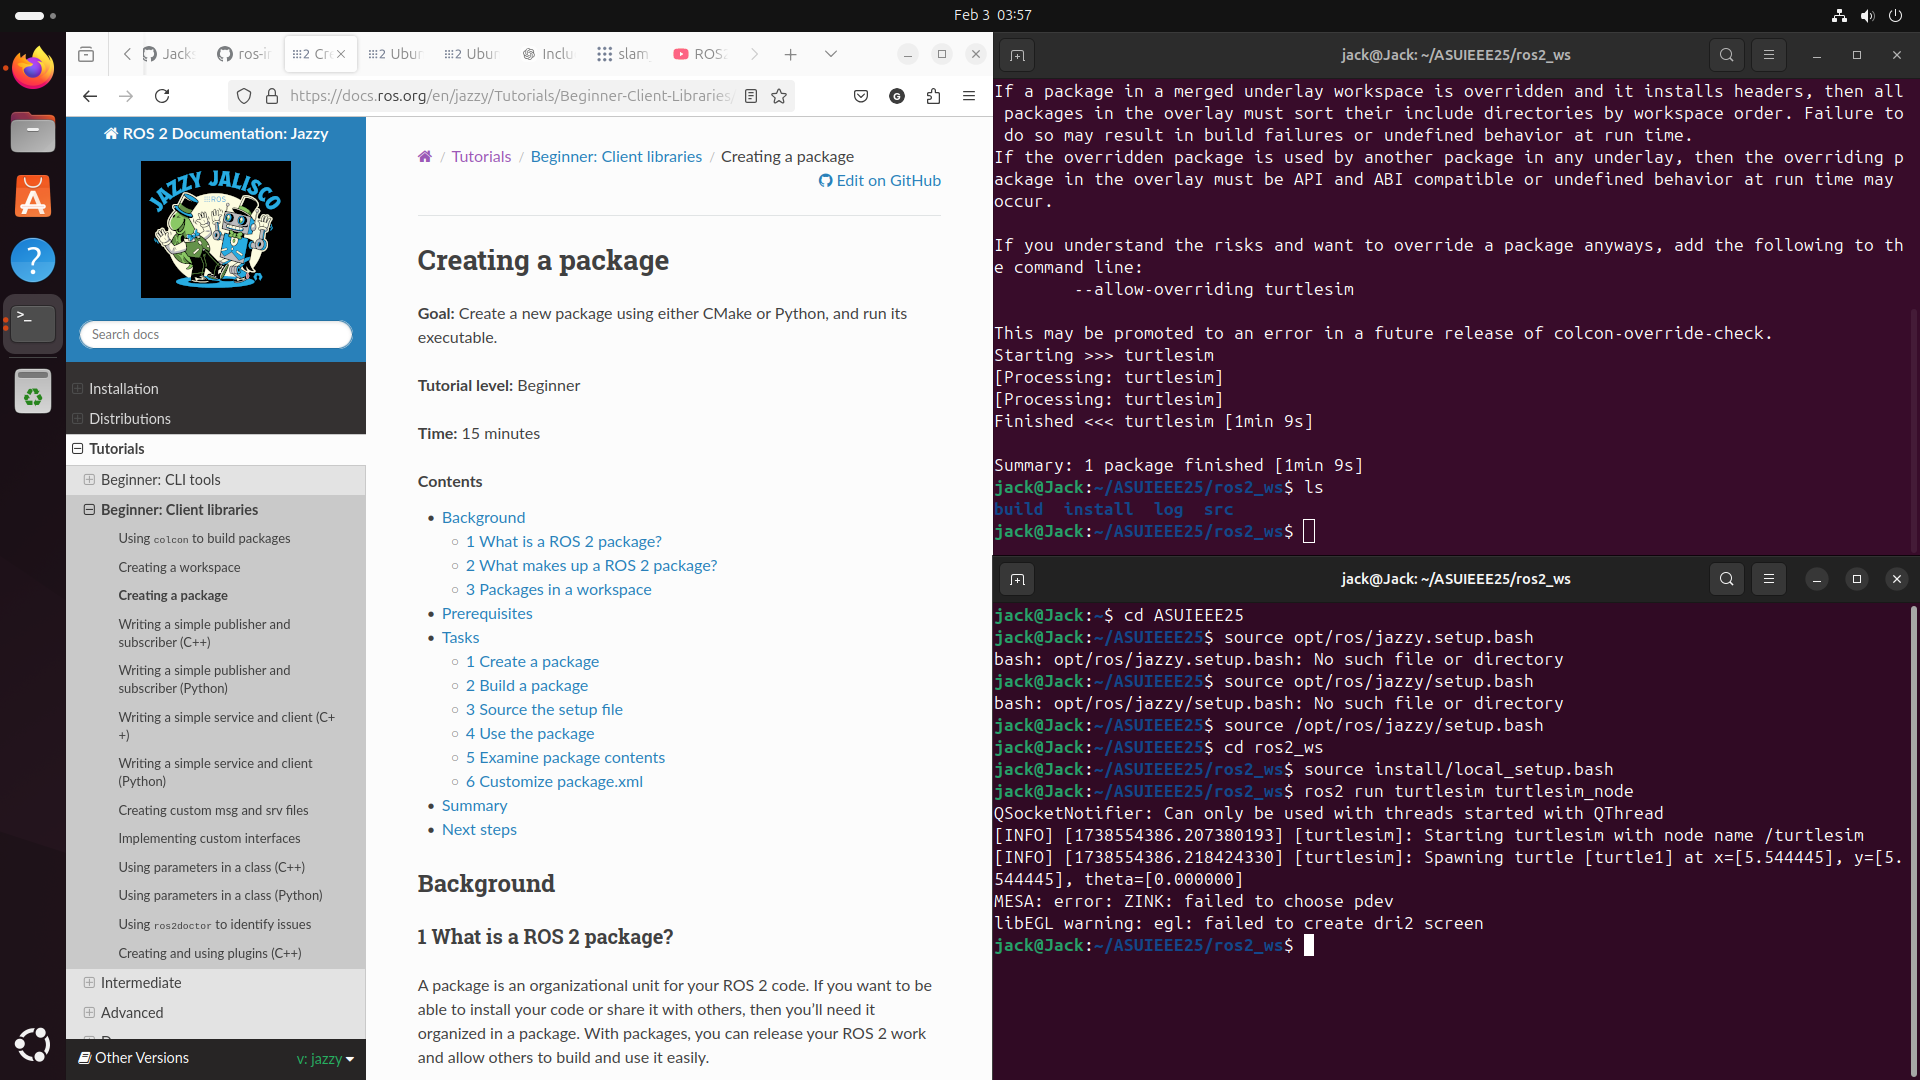 Feb 3 03:57
Jacks
ros-in
Cre
Ubun
Ubun
Inclu
slam_
ROS2
https://docs.ros.org/en/jazzy/Tutorials/Beginner-Client-Libraries/
ROS 2 Documentation: Jazzy
JAZZY JALISCO
ROS
Search docs
Installation
Distributions
Tutorials
Beginner: CLI tools
Beginner: Client libraries
Using colcon to build packages
Creating a workspace
Creating a package
Writing a simple publisher and
subscriber (C++)
Writing a simple publisher and
subscriber (Python)
Writing a simple service and client (C+
+)
Writing a simple service and client
(Python)
Creating custom msg and srv files
Implementing custom interfaces
Using parameters in a class (C++)
Using parameters in a class (Python)
Using ros2doctor to identify issues
Creating and using plugins (C++)
Intermediate
Advanced
Other Versions
v: jazzy
/ Tutorials / Beginner: Client libraries / Creating a package
Edit on GitHub
Creating a package
Goal: Create a new package using either CMake or Python, and run its
executable.
Tutorial level: Beginner
Time: 15 minutes
Contents
• Background
1 What is a ROS 2 package?
2 What makes up a ROS 2 package?
3 Packages in a workspace
• Prerequisites
• Tasks
1 Create a package
2 Build a package
3 Source the setup file
4 Use the package
5 Examine package contents
6 Customize package.xml
• Summary
• Next steps
Background
1 What is a ROS 2 package?
A package is an organizational unit for your ROS 2 code. If you want to be
able to install your code or share it with others, then you’ll need it
organized in a package. With packages, you can release your ROS 2 work
and allow others to build and use it easily.
jack@Jack: ~/ASUIEEE25/ros2_ws
If a package in a merged underlay workspace is overridden and it installs headers, then all
packages in the overlay must sort their include directories by workspace order. Failure to
do so may result in build failures or undefined behavior at run time.
If the overridden package is used by another package in any underlay, then the overriding p
ackage in the overlay must be API and ABI compatible or undefined behavior at run time may
occur.
If you understand the risks and want to override a package anyways, add the following to th
e command line:
--allow-overriding turtlesim
This may be promoted to an error in a future release of colcon-override-check.
Starting >>> turtlesim
[Processing: turtlesim]
[Processing: turtlesim]
Finished <<< turtlesim [1min 9s]
Summary: 1 package finished [1min 9s]
jack@Jack:~/ASUIEEE25/ros2_ws$ ls
build install log src
jack@Jack:~/ASUIEEE25/ros2_ws$
jack@Jack: ~/ASUIEEE25/ros2_ws
jack@Jack:~$ cd ASUIEEE25
jack@Jack:~/ASUIEEE25$ source opt/ros/jazzy.setup.bash
bash: opt/ros/jazzy.setup.bash: No such file or directory
jack@Jack:~/ASUIEEE25$ source opt/ros/jazzy/setup.bash
bash: opt/ros/jazzy/setup.bash: No such file or directory
jack@Jack:~/ASUIEEE25$ source /opt/ros/jazzy/setup.bash
jack@Jack:~/ASUIEEE25$ cd ros2_ws
jack@Jack:~/ASUIEEE25/ros2_ws$ source install/local_setup.bash
jack@Jack:~/ASUIEEE25/ros2_ws$ ros2 run turtlesim turtlesim_node
QSocketNotifier: Can only be used with threads started with QThread
[INFO] [1738554386.207380193] [turtlesim]: Starting turtlesim with node name /turtlesim
[INFO] [1738554386.218424330] [turtlesim]: Spawning turtle [turtle1] at x=[5.544445], y=[5.
544445], theta=[0.000000]
MESA: error: ZINK: failed to choose pdev
libEGL warning: egl: failed to create dri2 screen
jack@Jack:~/ASUIEEE25/ros2_ws$